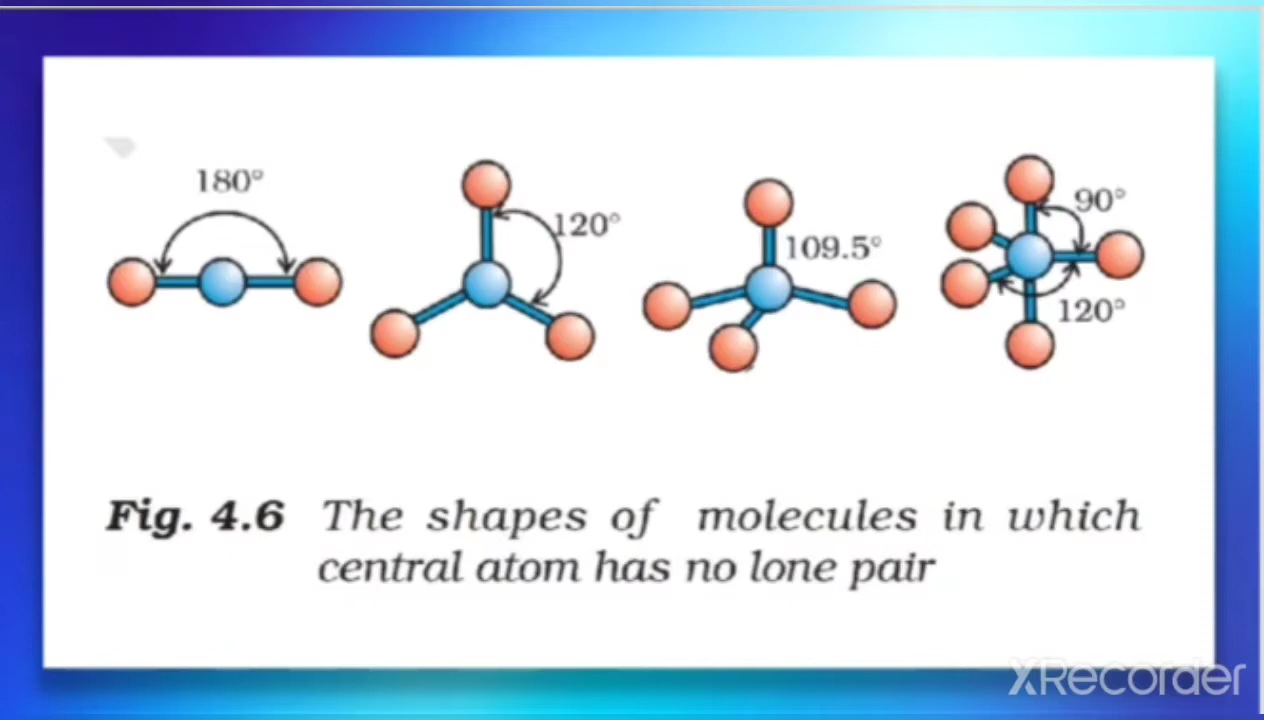 180°
120°
109.5°
90°
120°
Fig. 4.6 The shapes of molecules in which
central atom has no lone pair
XRecorder